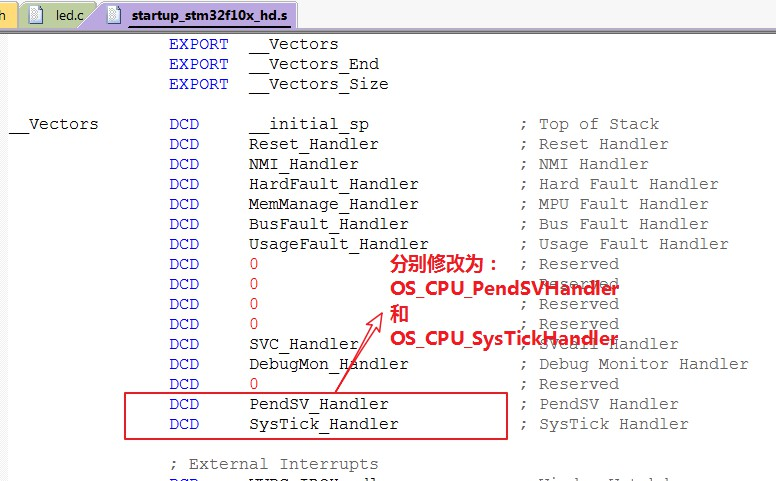 h led.c startup_stm32f10x_hd.s
EXPORT __Vectors
EXPORT __Vectors_End
EXPORT __Vectors_Size
__Vectors DCD __initial_sp ; Top of Stack
DCD Reset_Handler ; Reset Handler
DCD NMI_Handler ; NMI Handler
DCD HardFault_Handler ; Hard Fault Handler
DCD MemManage_Handler ; MPU Fault Handler
DCD BusFault_Handler ; Bus Fault Handler
DCD UsageFault_Handler ; Usage Fault Handler
DCD 0 ; Reserved
DCD 0 ; Reserved
DCD 0 ; Reserved
DCD 0 ; Reserved
DCD SVC_Handler ; SVCall Handler
DCD DebugMon_Handler ; Debug Monitor Handler
DCD 0 ; Reserved
DCD PendSV_Handler ; PendSV Handler
DCD SysTick_Handler ; SysTick Handler
; External Interrupts
分别修改为：
OS_CPU_PendSVHandler
和
OS_CPU_SysTickHandler